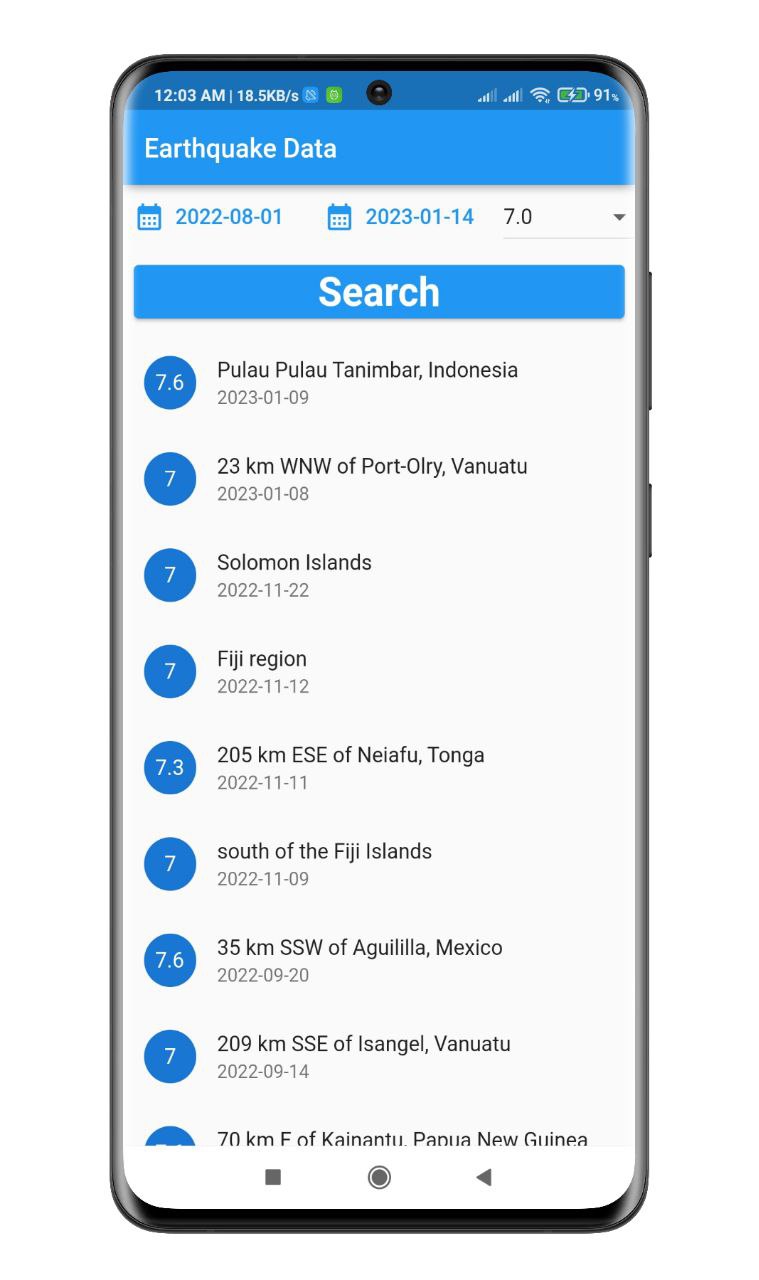 12:03 AM | 18.5KB/s 91%
Earthquake Data
2022-08-01 2023-01-14 7.0
Search
7.6 Pulau Pulau Tanimbar, Indonesia
2023-01-09
7 23 km WNW of Port-Olry, Vanuatu
2023-01-08
7 Solomon Islands
2022-11-22
7 Fiji region
2022-11-12
7.3 205 km ESE of Neiafu, Tonga
2022-11-11
7 south of the Fiji Islands
2022-11-09
7.6 35 km SSW of Aguililla, Mexico
2022-09-20
7 209 km SSE of Isangel, Vanuatu
2022-09-14
70 km E of Kainantu, Papua New Guinea